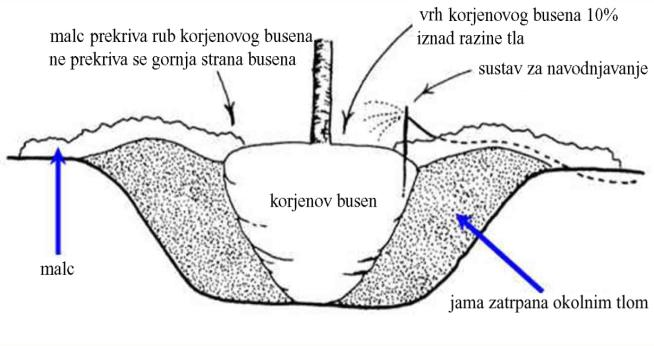 malc prekriva rub korjenovog busena
ne prekriva se gornja strana busena
vrh korjenovog busena 10%
iznad razine tla
sustav za navodnjavanje
korjenov busen
malc
jama zatrpana okolnim tlom